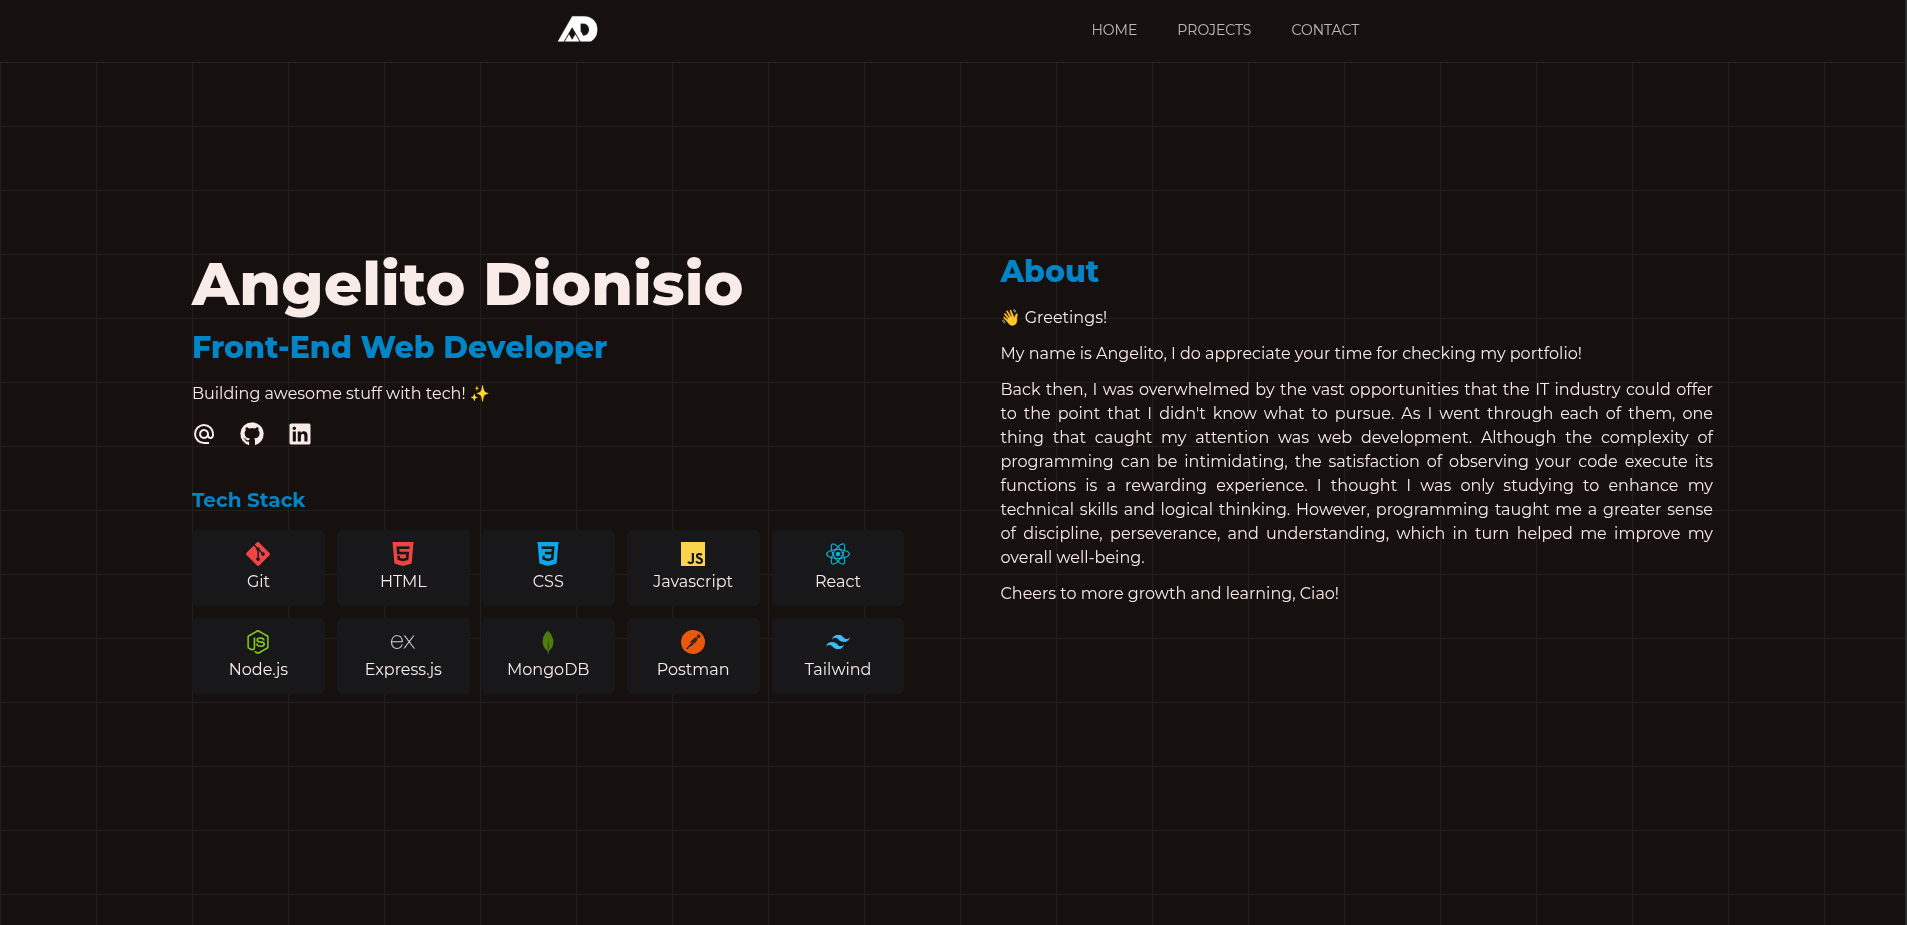 AD
HOME
PROJECTS
CONTACT
Angelito Dionisio
Front-End Web Developer
Building awesome stuff with tech! ✨
Tech Stack
Git
HTML
CSS
JS
Javascript
React
JS
Node.js
ex
Express.js
MongoDB
Postman
Tailwind
About
👋 Greetings!
My name is Angelito, I do appreciate your time for checking my portfolio!
Back then, I was overwhelmed by the vast opportunities that the IT industry could offer
to the point that I didn't know what to pursue. As I went through each of them, one
thing that caught my attention was web development. Although the complexity of
programming can be intimidating, the satisfaction of observing your code execute its
functions is a rewarding experience. I thought I was only studying to enhance my
technical skills and logical thinking. However, programming taught me a greater sense
of discipline, perseverance, and understanding, which in turn helped me improve my
overall well-being.
Cheers to more growth and learning, Ciao!